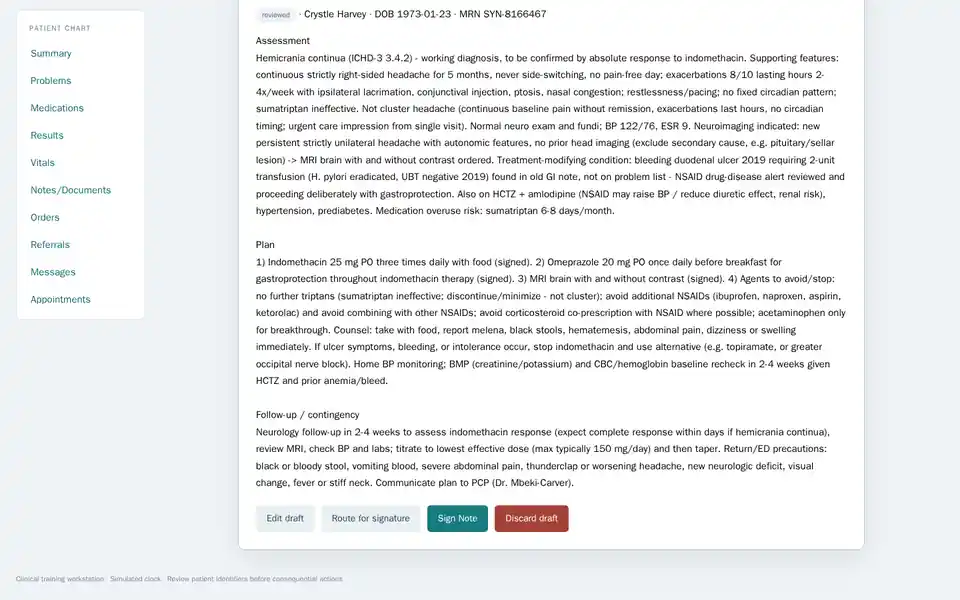 PATIENT CHART
Summary
Problems
Medications
Results
Vitals
Notes/Documents
Orders
Referrals
Messages
Appointments
reviewed · Crystle Harvey · DOB 1973-01-23 · MRN SYN-8166467
Assessment
Hemicrania continua (ICHD-3 3.4.2) - working diagnosis, to be confirmed by absolute response to indomethacin. Supporting features:
continuous strictly right-sided headache for 5 months, never side-switching, no pain-free day; exacerbations 8/10 lasting hours 2-
4x/week with ipsilateral lacrimation, conjunctival injection, ptosis, nasal congestion; restlessness/pacing; no fixed circadian pattern;
sumatriptan ineffective. Not cluster headache (continuous baseline pain without remission, exacerbations last hours, no circadian
timing; urgent care impression from single visit). Normal neuro exam and fundi; BP 122/76, ESR 9. Neuroimaging indicated: new
persistent strictly unilateral headache with autonomic features, no prior head imaging (exclude secondary cause, e.g. pituitary/sellar
lesion) -> MRI brain with and without contrast ordered. Treatment-modifying condition: bleeding duodenal ulcer 2019 requiring 2-unit
transfusion (H. pylori eradicated, UBT negative 2019) found in old GI note, not on problem list - NSAID drug-disease alert reviewed and
proceeding deliberately with gastroprotection. Also on HCTZ + amlodipine (NSAID may raise BP / reduce diuretic effect, renal risk),
hypertension, prediabetes. Medication overuse risk: sumatriptan 6-8 days/month.
Plan
1) Indomethacin 25 mg PO three times daily with food (signed). 2) Omeprazole 20 mg PO once daily before breakfast for
gastroprotection throughout indomethacin therapy (signed). 3) MRI brain with and without contrast (signed). 4) Agents to avoid/stop:
no further triptans (sumatriptan ineffective; discontinue/minimize - not cluster); avoid additional NSAIDs (ibuprofen, naproxen, aspirin,
ketorolac) and avoid combining with other NSAIDs; avoid corticosteroid co-prescription with NSAID where possible; acetaminophen only
for breakthrough. Counsel: take with food, report melena, black stools, hematemesis, abdominal pain, dizziness or swelling
immediately. If ulcer symptoms, bleeding, or intolerance occur, stop indomethacin and use alternative (e.g. topiramate, or greater
occipital nerve block). Home BP monitoring; BMP (creatinine/potassium) and CBC/hemoglobin baseline recheck in 2-4 weeks given
HCTZ and prior anemia/bleed.
Follow-up / contingency
Neurology follow-up in 2-4 weeks to assess indomethacin response (expect complete response within days if hemicrania continua),
review MRI, check BP and labs; titrate to lowest effective dose (max typically 150 mg/day) and then taper. Return/ED precautions:
black or bloody stool, vomiting blood, severe abdominal pain, thunderclap or worsening headache, new neurologic deficit, visual
change, fever or stiff neck. Communicate plan to PCP (Dr. Mbeki-Carver).
Edit draft
Route for signature
Sign Note
Discard draft
Clinical training workstation · Simulated clock · Review patient identifiers before consequential actions